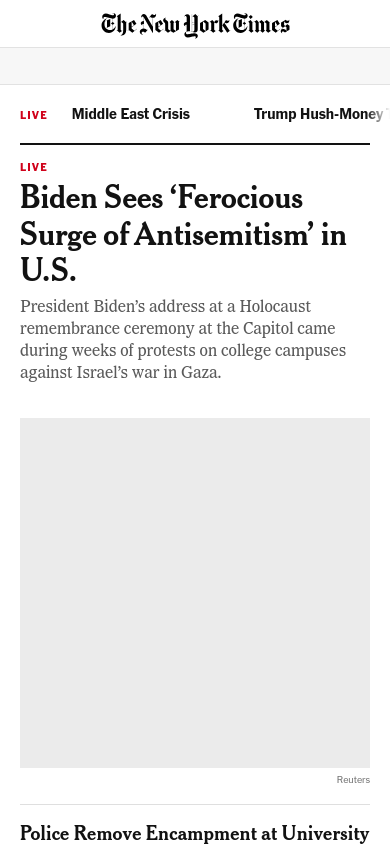 The New York Times
LIVE Middle East Crisis Trump Hush-Money
LIVE
Biden Sees ‘Ferocious
Surge of Antisemitism’ in
U.S.
President Biden’s address at a Holocaust
remembrance ceremony at the Capitol came
during weeks of protests on college campuses
against Israel’s war in Gaza.
Reuters
Police Remove Encampment at University